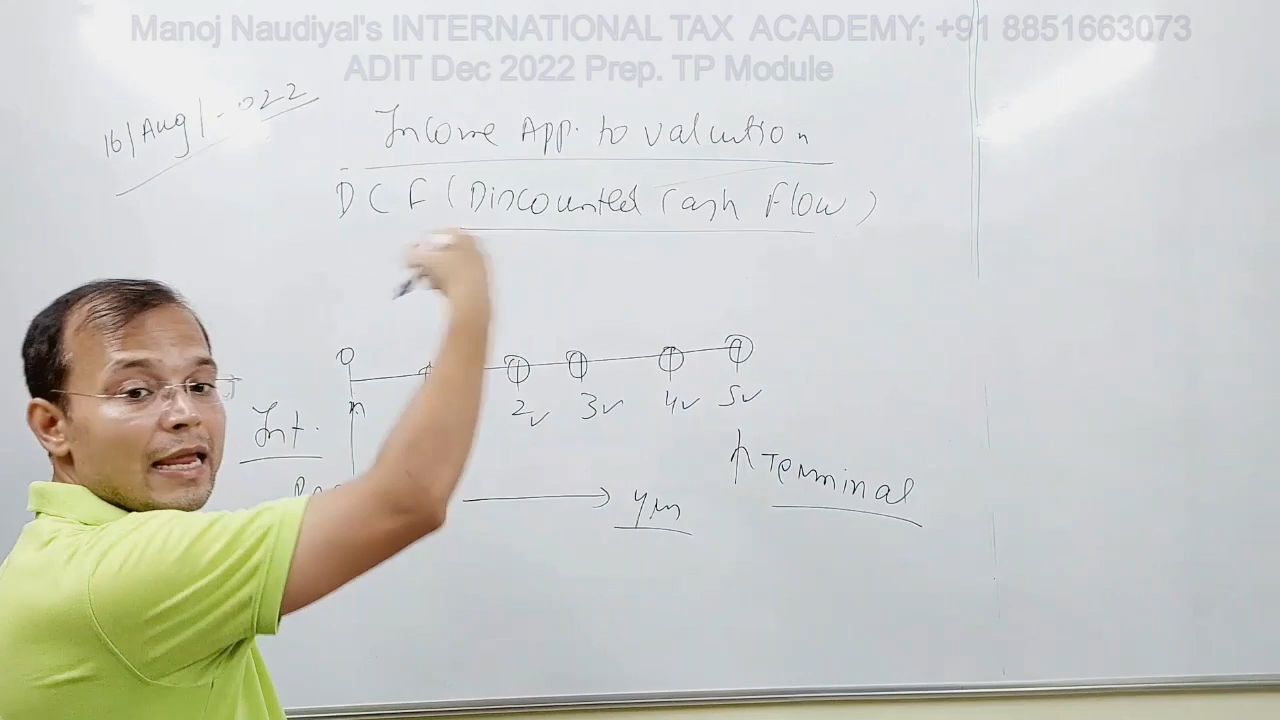 Manoj Naudiyal's INTERNATIONAL TAX ACADEMY; +91 8851663073
ADIT Dec 2022 Prep. TP Module
16/Aug/2022
Income App. to valuation
DCF (Discounted Cash Flow)
0
2 3 4 5
Int.
Terminal
yrs